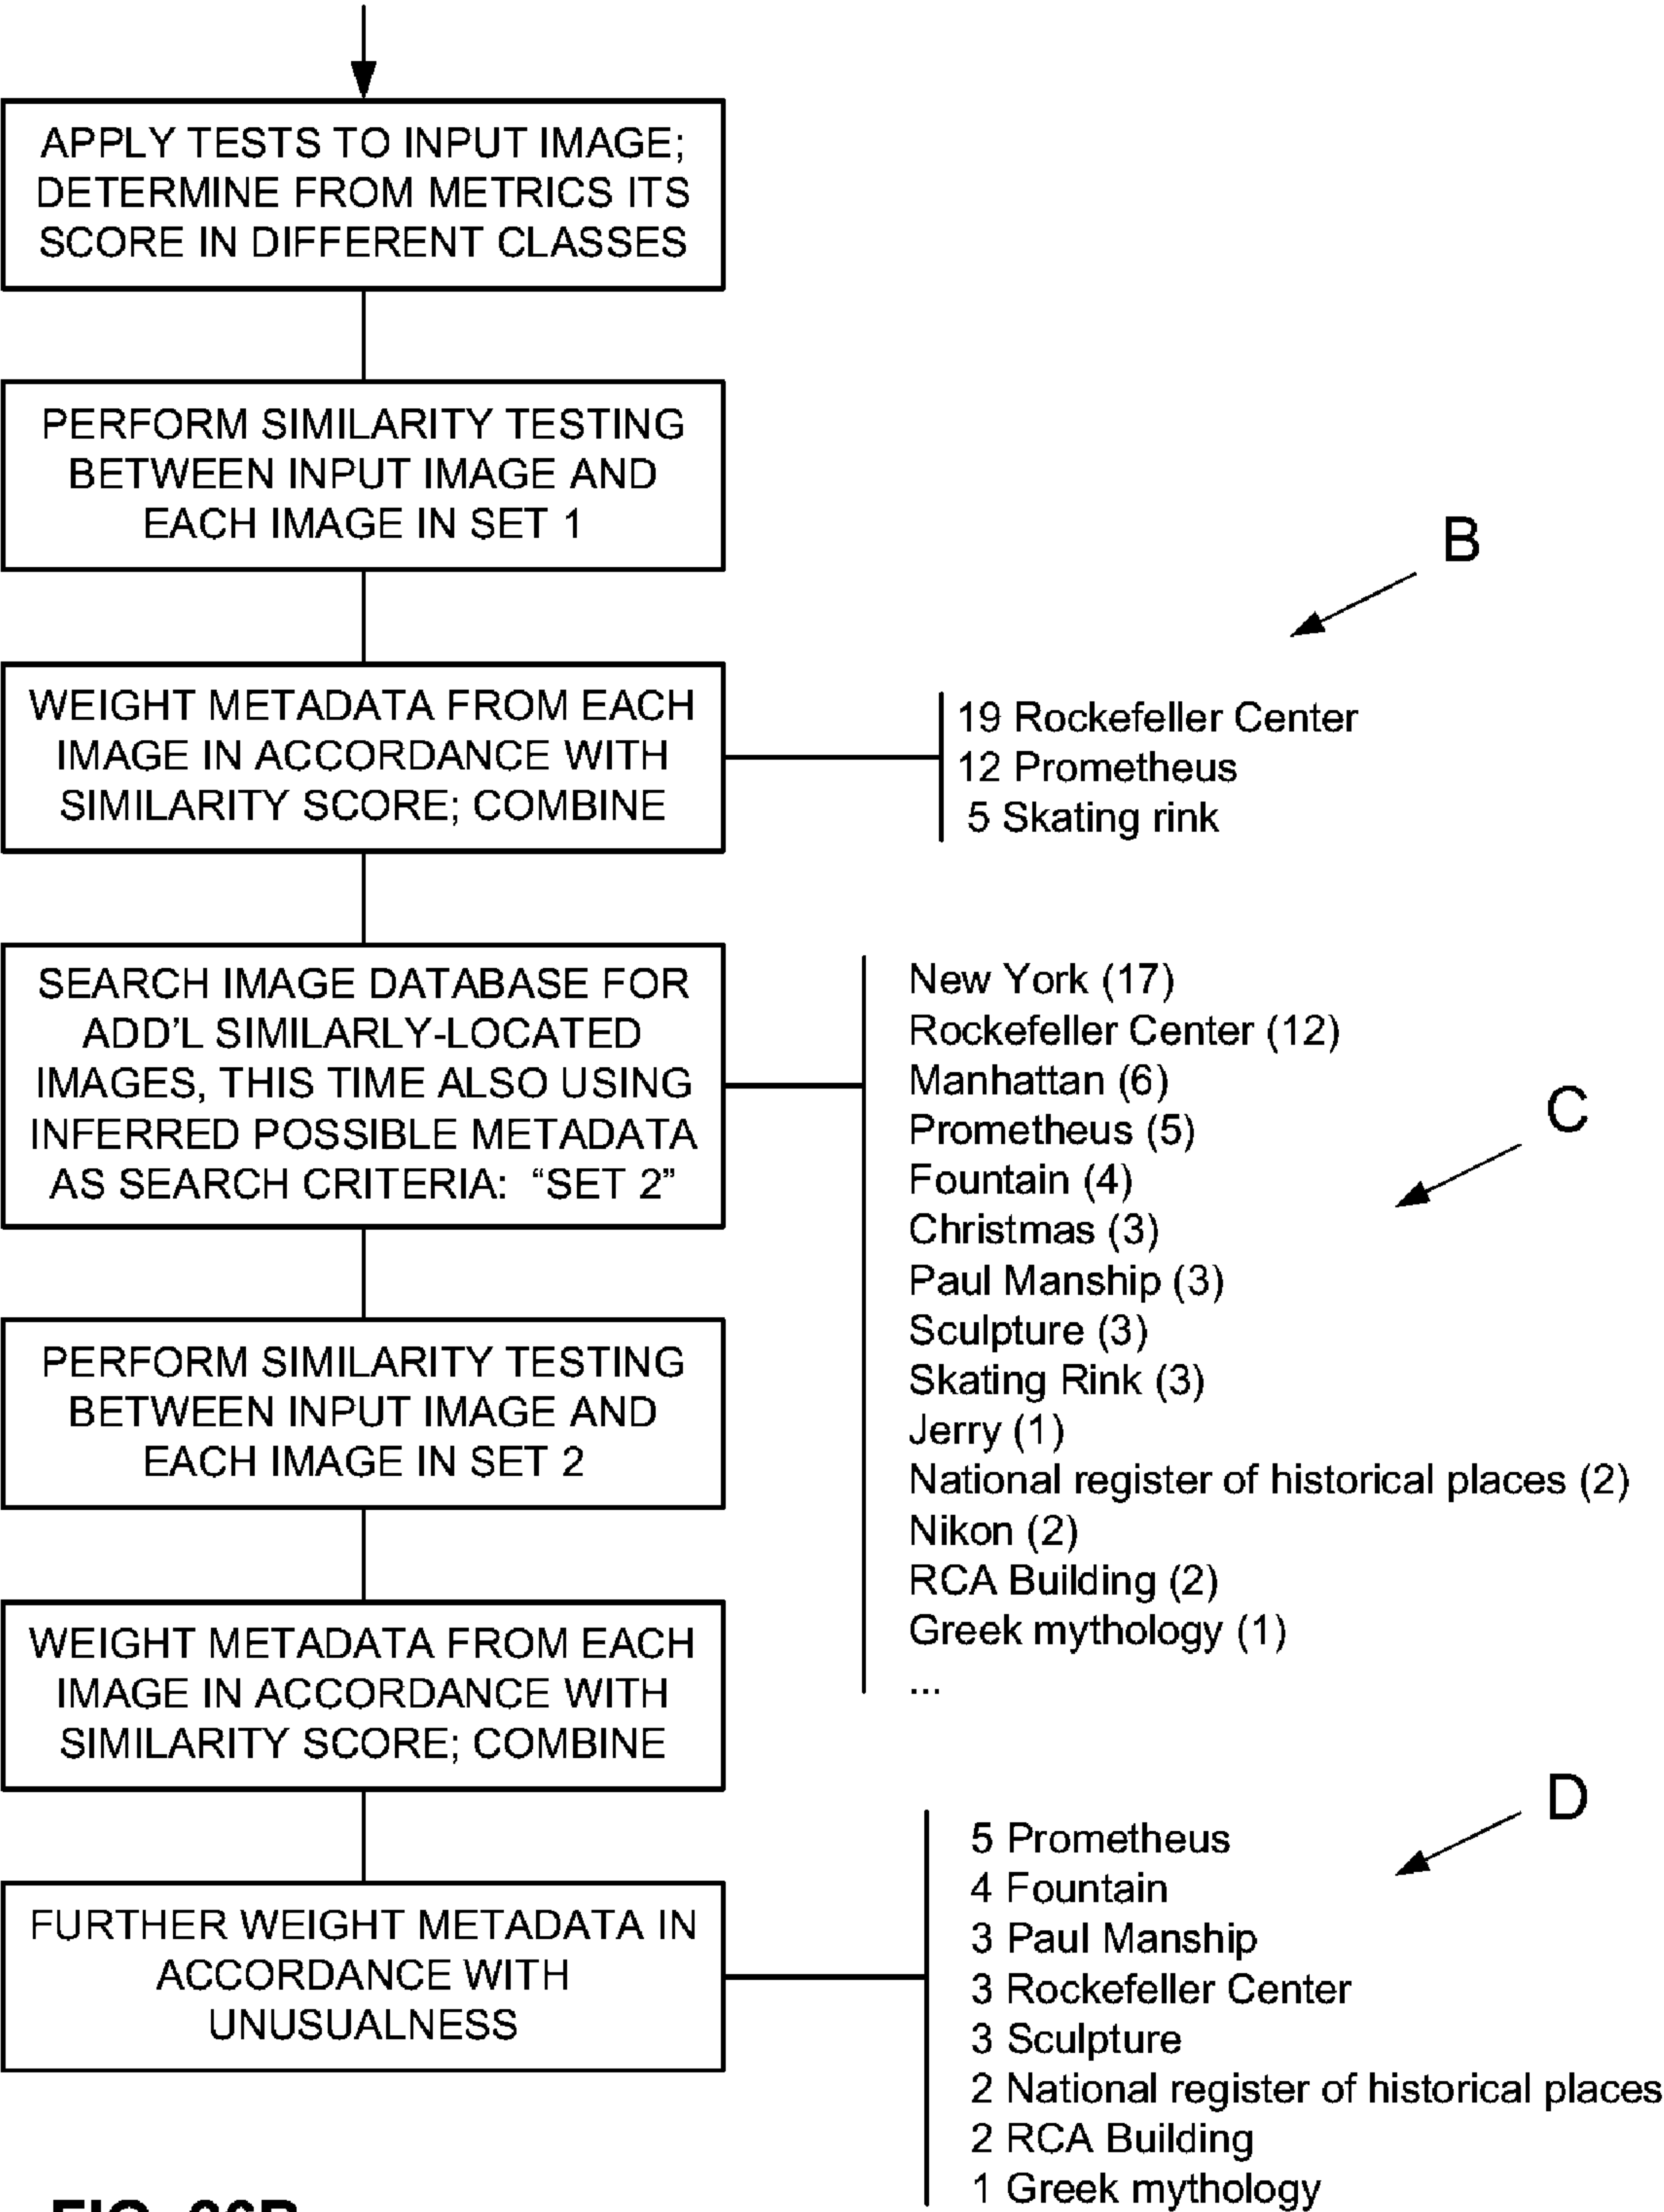 APPLY TESTS TO INPUT IMAGE;
DETERMINE FROM METRICS ITS
SCORE IN DIFFERENT CLASSES
PERFORM SIMILARITY TESTING
BETWEEN INPUT IMAGE AND
EACH IMAGE IN SET 1
B
WEIGHT METADATA FROM EACH
IMAGE IN ACCORDANCE WITH
SIMILARITY SCORE; COMBINE
19 Rockefeller Center
12 Prometheus
5 Skating rink
SEARCH IMAGE DATABASE FOR
ADD'L SIMILARLY-LOCATED
IMAGES, THIS TIME ALSO USING
INFERRED POSSIBLE METADATA
AS SEARCH CRITERIA: “SET 2”
New York (17)
Rockefeller Center (12)
Manhattan (6)
Prometheus (5)
Fountain (4)
Christmas (3)
Paul Manship (3)
Sculpture (3)
Skating Rink (3)
Jerry (1)
National register of historical places (2)
Nikon (2)
RCA Building (2)
Greek mythology (1)
...
C
PERFORM SIMILARITY TESTING
BETWEEN INPUT IMAGE AND
EACH IMAGE IN SET 2
WEIGHT METADATA FROM EACH
IMAGE IN ACCORDANCE WITH
SIMILARITY SCORE; COMBINE
D
FURTHER WEIGHT METADATA IN
ACCORDANCE WITH
UNUSUALNESS
5 Prometheus
4 Fountain
3 Paul Manship
3 Rockefeller Center
3 Sculpture
2 National register of historical places
2 RCA Building
1 Greek mythology